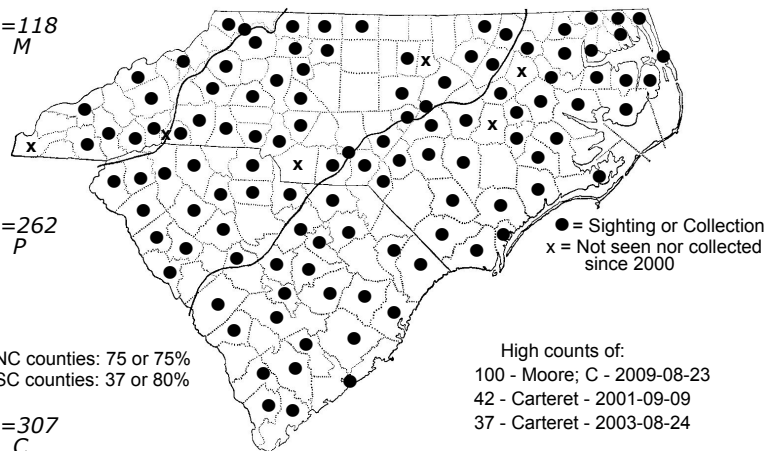 =118
M
=262
P
● = Sighting or Collection
x = Not seen nor collected
since 2000
NC counties: 75 or 75%
SC counties: 37 or 80%
High counts of:
100 - Moore; C - 2009-08-23
42 - Carteret - 2001-09-09
37 - Carteret - 2003-08-24
=307
C
x
x
x
x
x
x